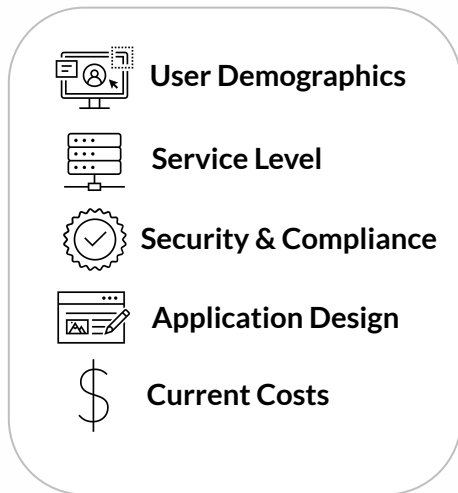 User Demographics
Service Level
Security & Compliance
Application Design
Current Costs